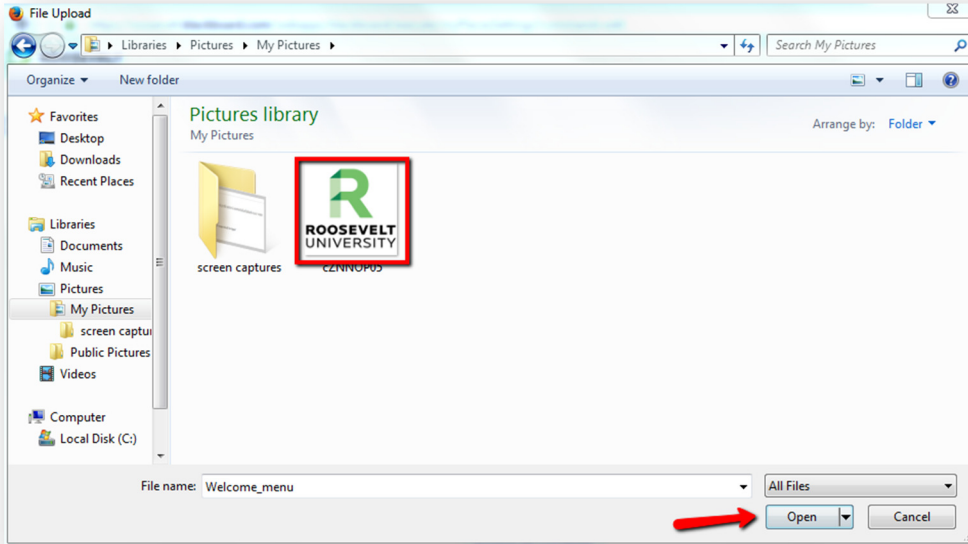 File Upload
Libraries Pictures My Pictures
Search My Pictures
Organize New folder
Favorites
Desktop
Downloads
Recent Places
Libraries
Documents
Music
Pictures
My Pictures
screen captu
Public Pictures
Videos
Computer
Local Disk (C:)
Pictures library
My Pictures
Arrange by: Folder
R
ROOSEVELT
UNIVERSITY
screen captures
File name: Welcome_menu
All Files
Open
Cancel